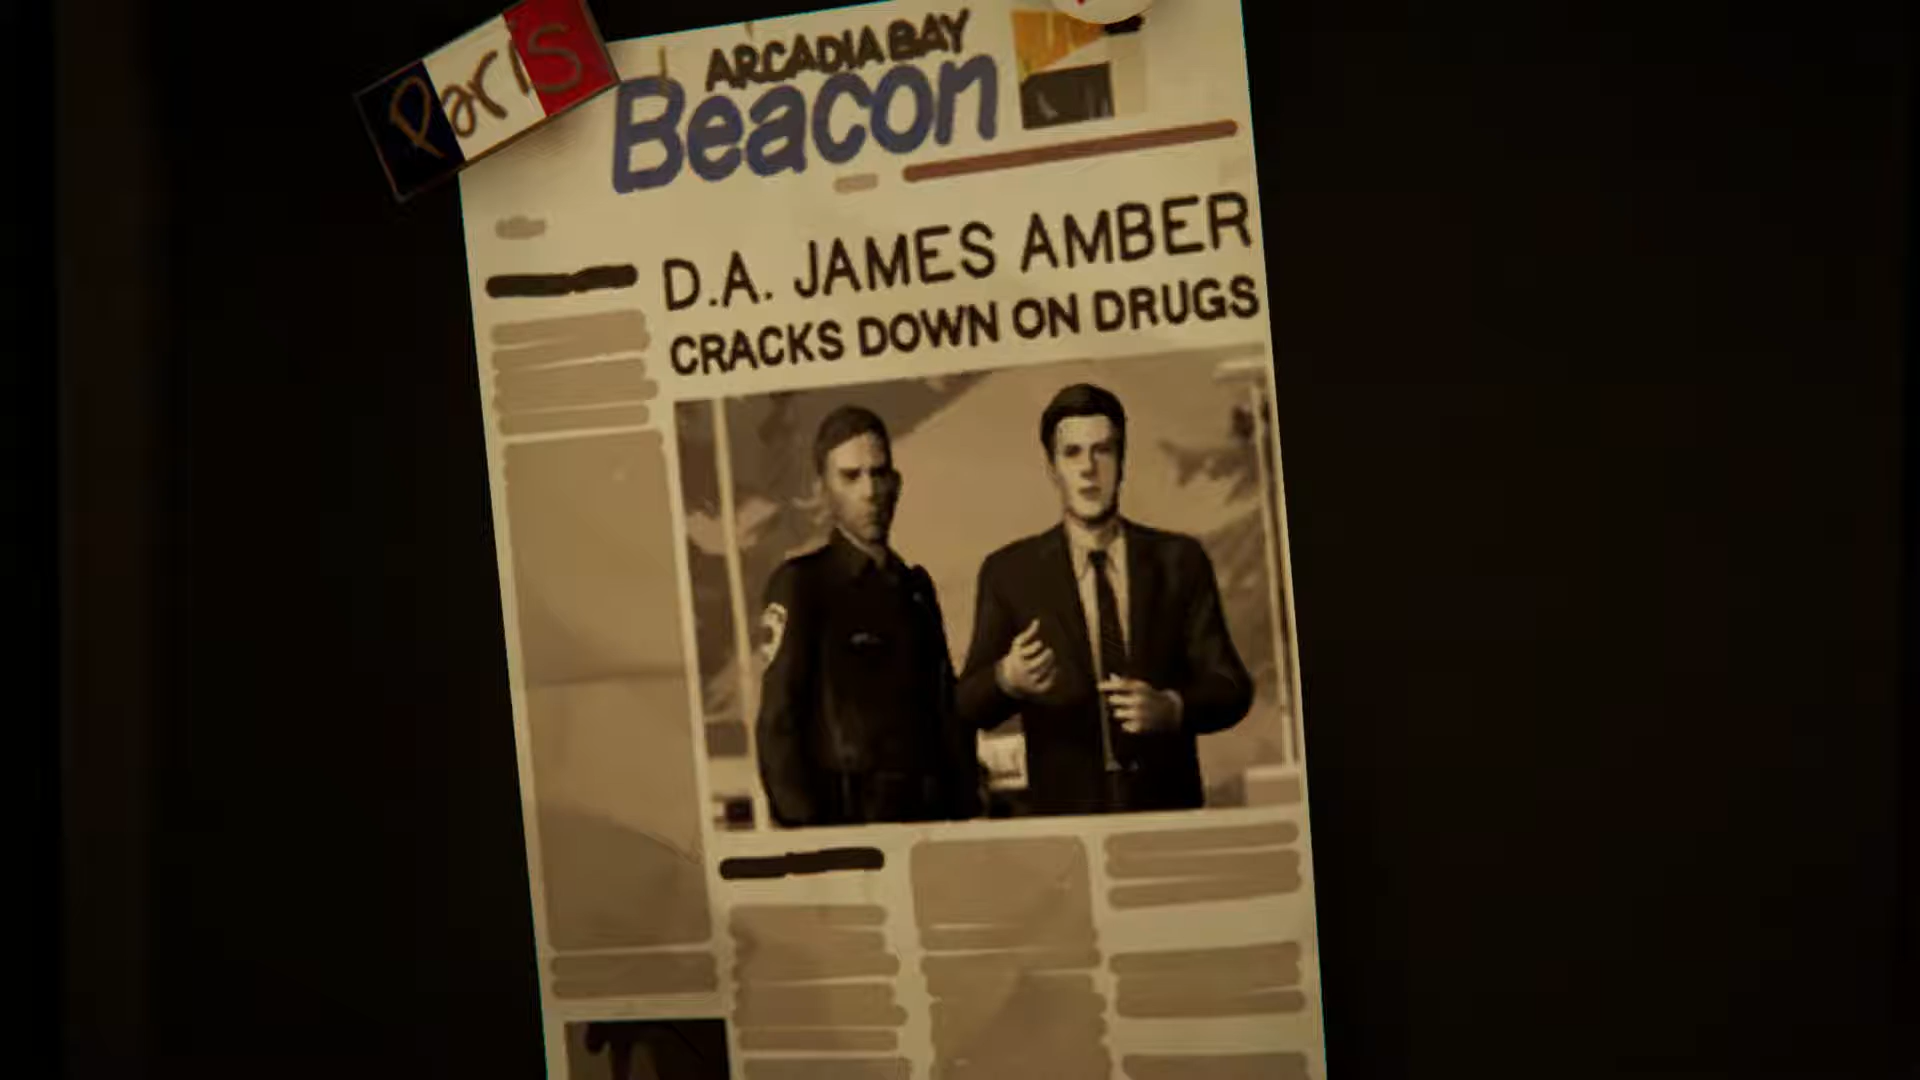 Paris
ARCADIA BAY
Beacon
D.A. JAMES AMBER
CRACKS DOWN ON DRUGS